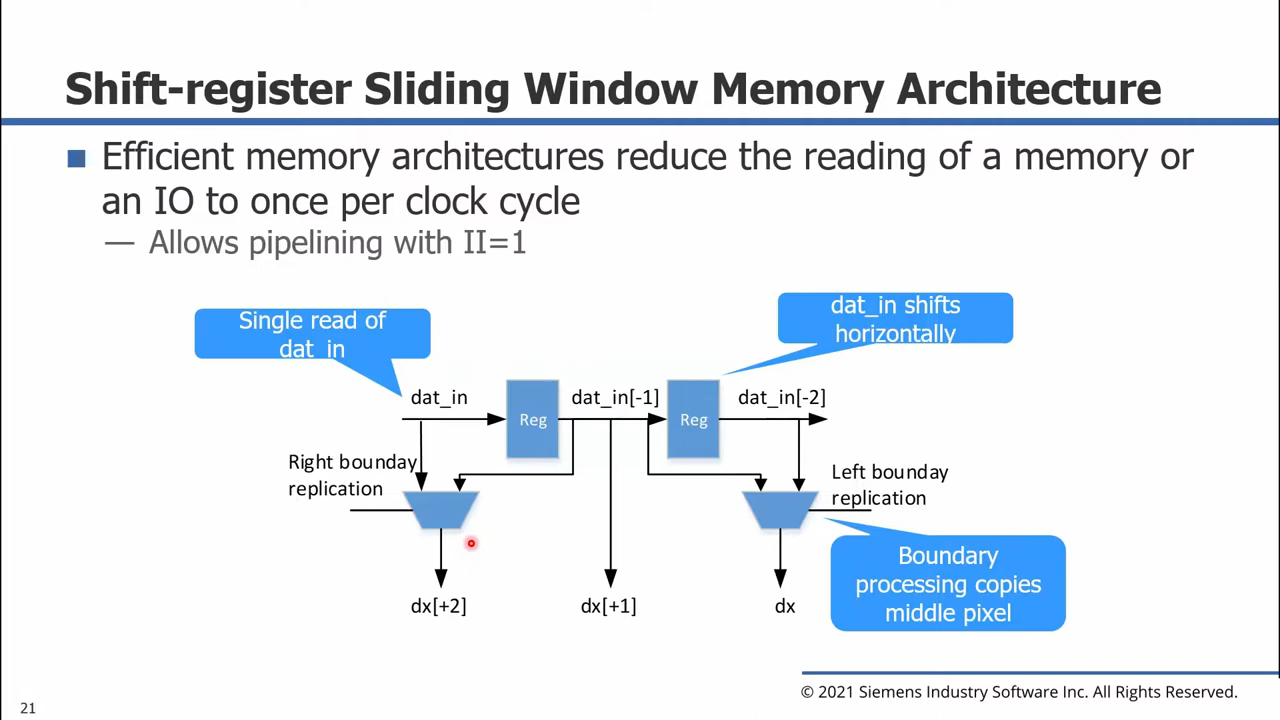 Shift-register Sliding Window Memory Architecture
Efficient memory architectures reduce the reading of a memory or
an IO to once per clock cycle
— Allows pipelining with II=1
Single read of
dat_in
dat_in shifts
horizontally
dat_in
Reg
dat_in[-1]
Reg
dat_in[-2]
Right bounday
replication
Left bounday
replication
Boundary
processing copies
middle pixel
dx[+2]
dx[+1]
dx
© 2021 Siemens Industry Software Inc. All Rights Reserved.
21